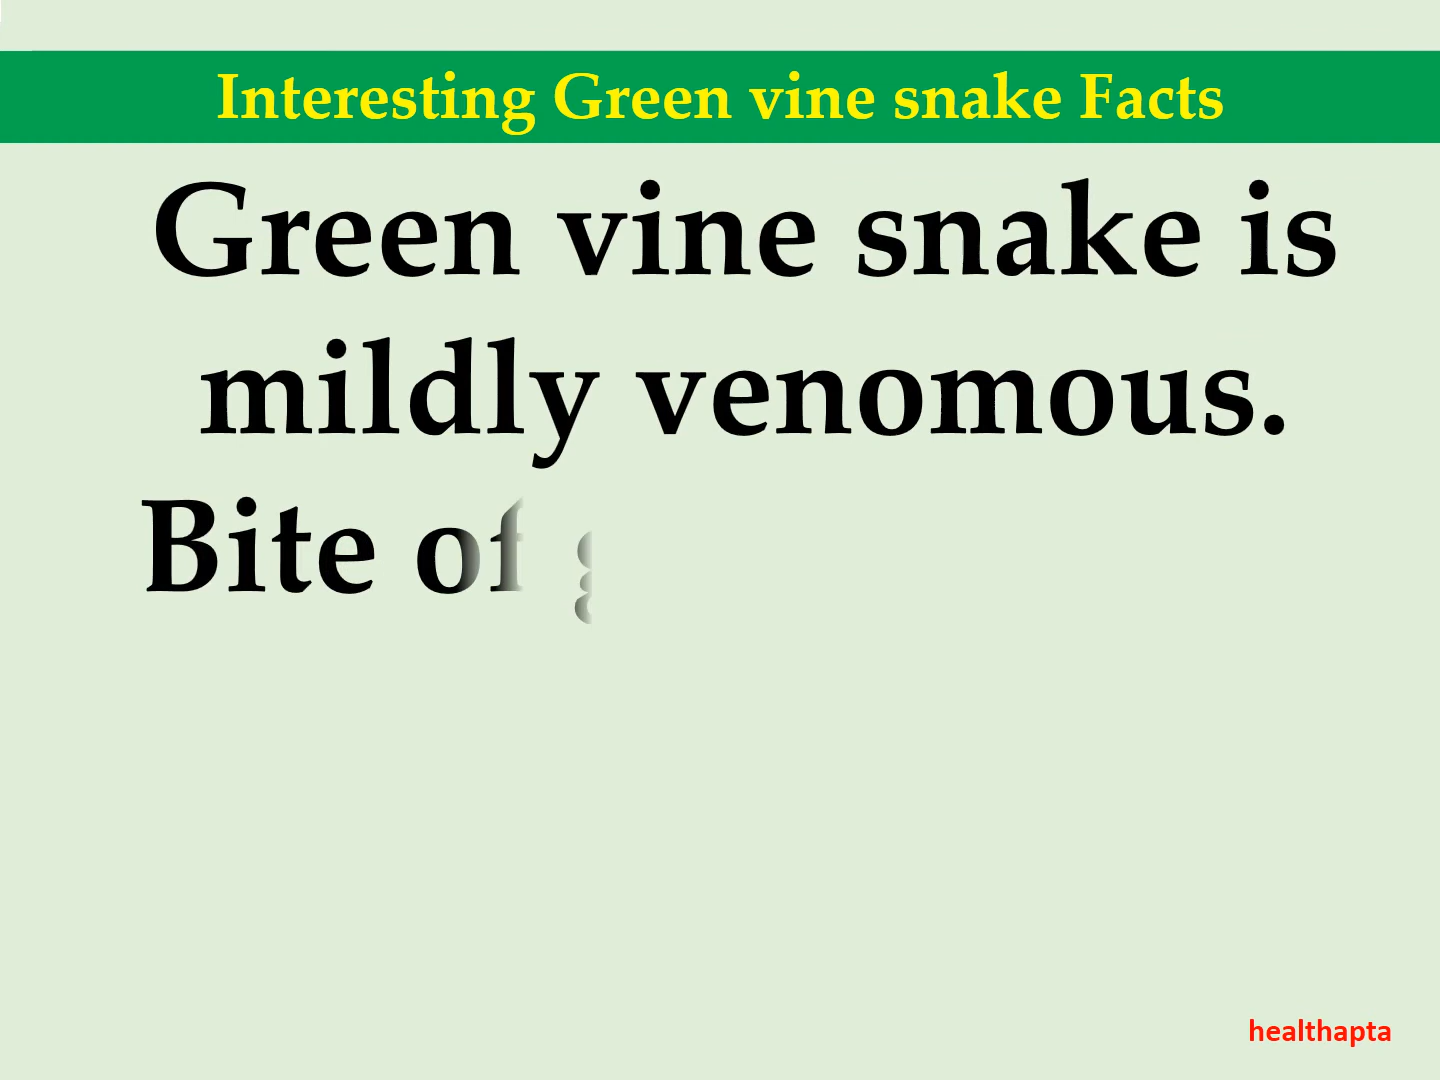 Interesting Green vine snake Facts
Green vine snake is
mildly venomous.
Bite of
healthapta